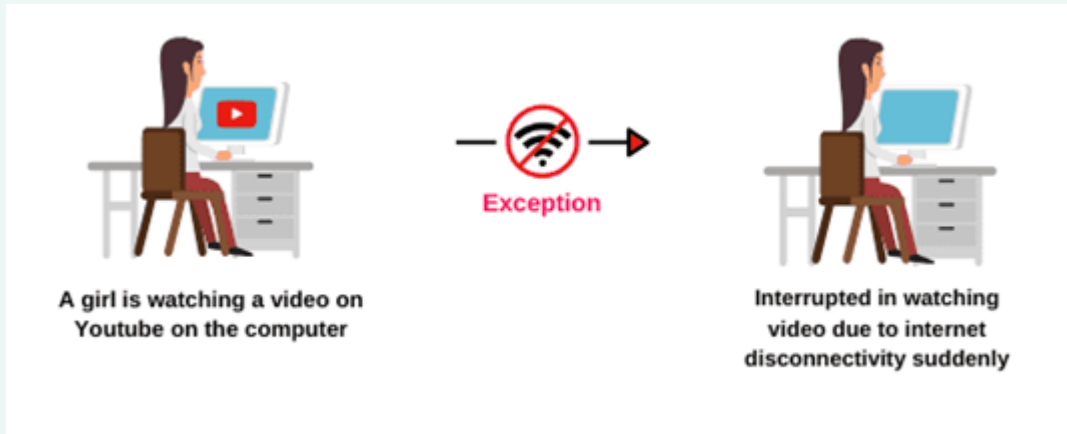 Exception
A girl is watching a video on
Youtube on the computer
Interrupted in watching
video due to internet
disconnectivity suddenly